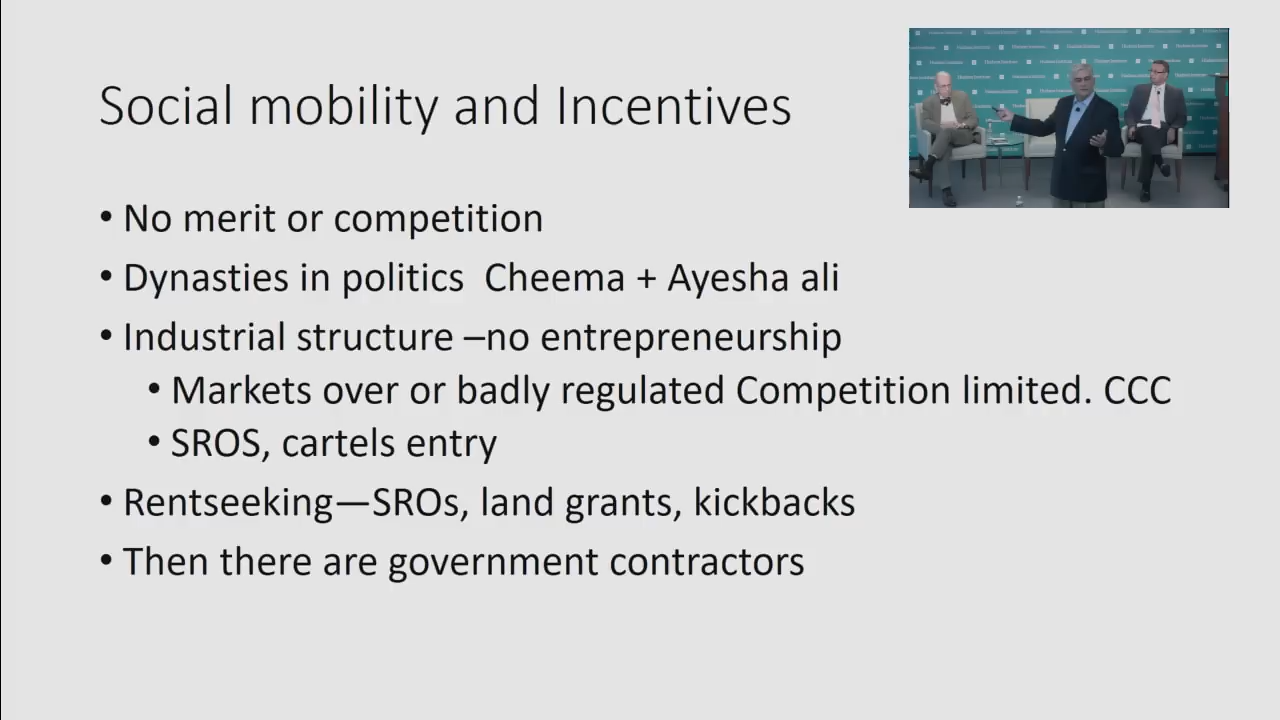 Social mobility and Incentives
• No merit or competition
• Dynasties in politics  Cheema + Ayesha ali
• Industrial structure –no entrepreneurship
• Markets over or badly regulated Competition limited. CCC
• SROS, cartels entry
• Rentseeking—SROs, land grants, kickbacks
• Then there are government contractors